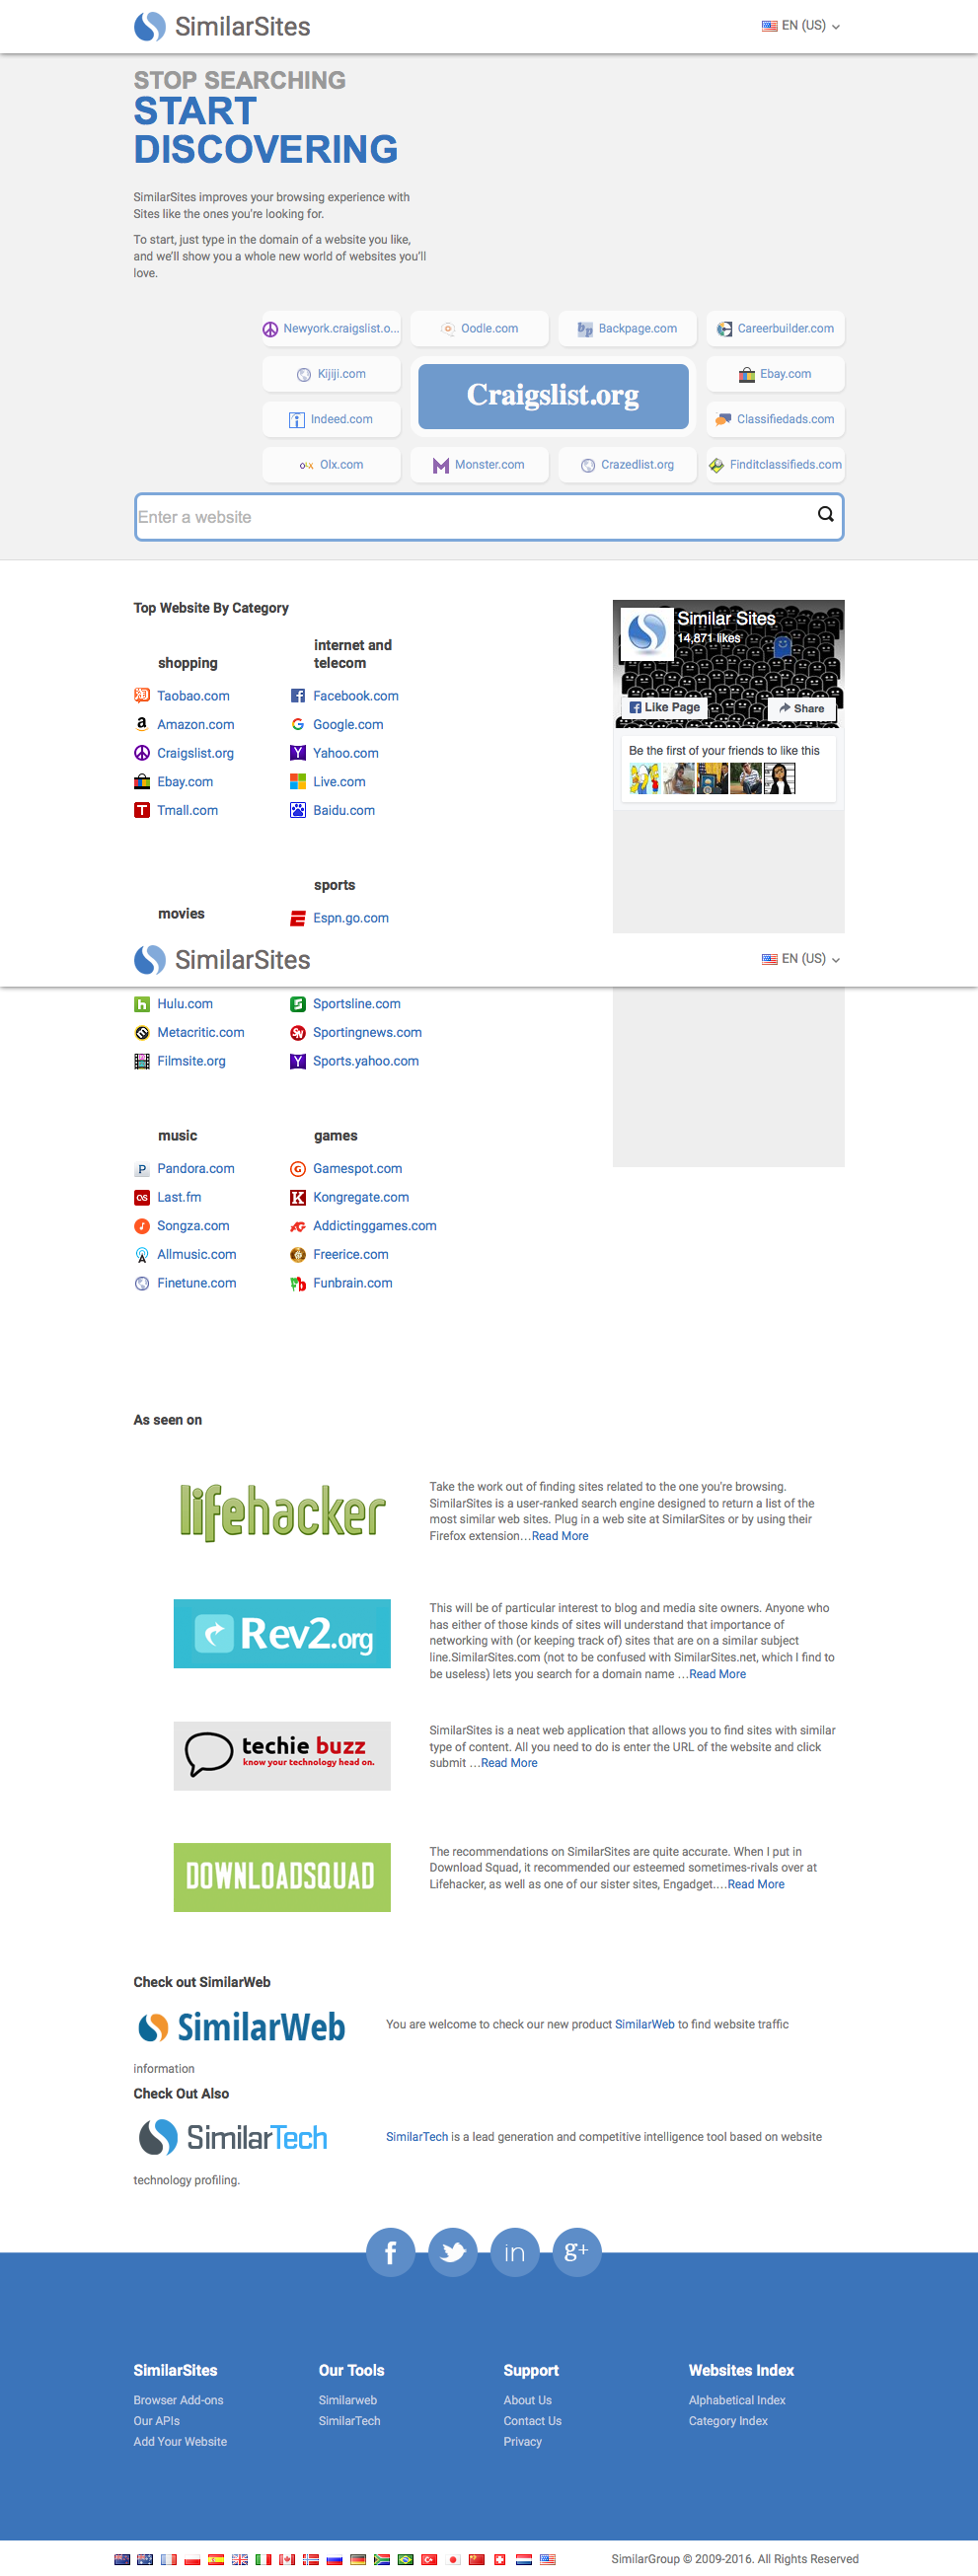 SimilarSites
EN (US)
STOP SEARCHING
START
DISCOVERING
SimilarSites improves your browsing experience with
Sites like the ones you're looking for.
To start, just type in the domain of a website you like,
and we'll show you a whole new world of websites you'll
love.
Newyork.craigslist.o...
Oodle.com
Backpage.com
Careerbuilder.com
Kijiji.com
Craigslist.org
Ebay.com
Indeed.com
Classifiedads.com
Olx.com
Monster.com
Crazedlist.org
Finditclassifieds.com
Enter a website
Top Website By Category
shopping
Taobao.com
Amazon.com
Craigslist.org
Ebay.com
Tmall.com
internet and
telecom
Facebook.com
Google.com
Yahoo.com
Live.com
Baidu.com
Similar Sites
14,871 likes
Like Page
Share
Be the first of your friends to like this
movies
sports
Espn.go.com
SimilarSites
EN (US)
Hulu.com
Metacritic.com
Filmsite.org
Sportsline.com
Sportingnews.com
Sports.yahoo.com
music
Pandora.com
Last.fm
Songza.com
Allmusic.com
Finetune.com
games
Gamespot.com
Kongregate.com
Addictinggames.com
Freerice.com
Funbrain.com
As seen on
lifehacker
Take the work out of finding sites related to the one you're browsing.
SimilarSites is a user-ranked search engine designed to return a list of the
most similar web sites. Plug in a web site at SimilarSites or by using their
Firefox extension...Read More
Rev2.org
This will be of particular interest to blog and media site owners. Anyone who
has either of those kinds of sites will understand that importance of
networking with (or keeping track of) sites that are on a similar subject
line.SimilarSites.com (not to be confused with SimilarSites.net, which I find to
be useless) lets you search for a domain name ...Read More
techie buzz
know your technology head on.
SimilarSites is a neat web application that allows you to find sites with similar
type of content. All you need to do is enter the URL of the website and click
submit ...Read More
DOWNLOADSQUAD
The recommendations on SimilarSites are quite accurate. When I put in
Download Squad, it recommended our esteemed sometimes-rivals over at
Lifehacker, as well as one of our sister sites, Engadget....Read More
Check out SimilarWeb
SimilarWeb
You are welcome to check our new product SimilarWeb to find website traffic
information
Check Out Also
SimilarTech
SimilarTech is a lead generation and competitive intelligence tool based on website
technology profiling.
f
in
g+
SimilarSites
Browser Add-ons
Our APIs
Add Your Website
Our Tools
Similarweb
SimilarTech
Support
About Us
Contact Us
Privacy
Websites Index
Alphabetical Index
Category Index
SimilarGroup © 2009-2016. All Rights Reserved